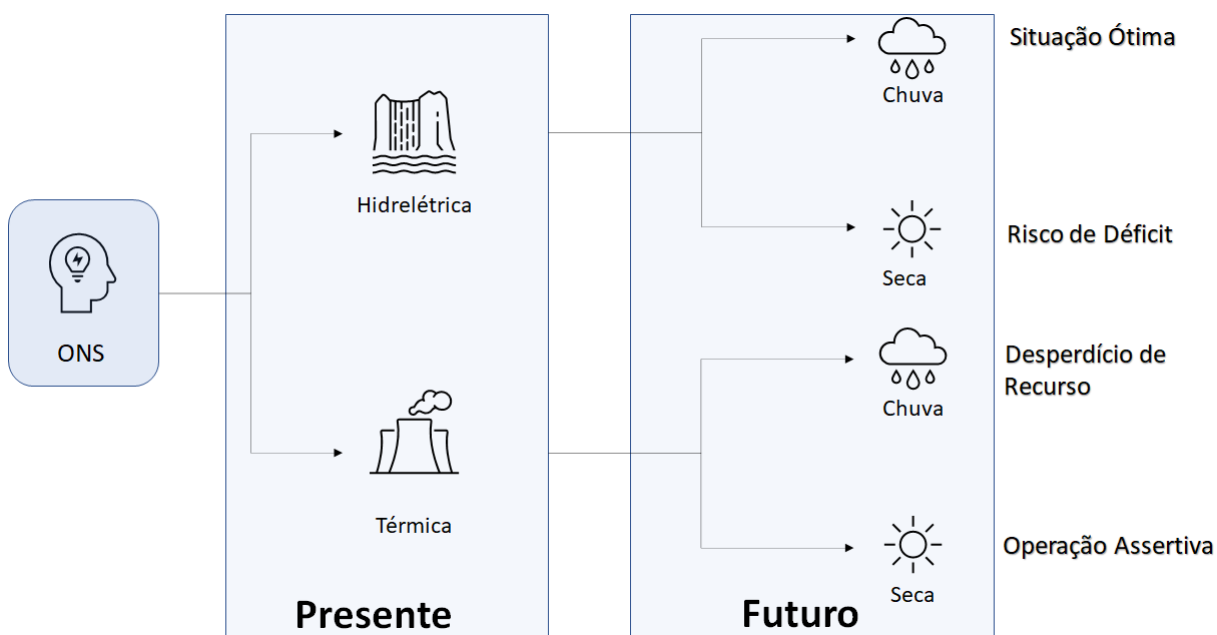 ONS
Hidrelétrica
Térmica
Presente
Chuva
Situação Ótima
Seca
Risco de Déficit
Chuva
Desperdício de
Recurso
Seca
Operação Assertiva
Futuro